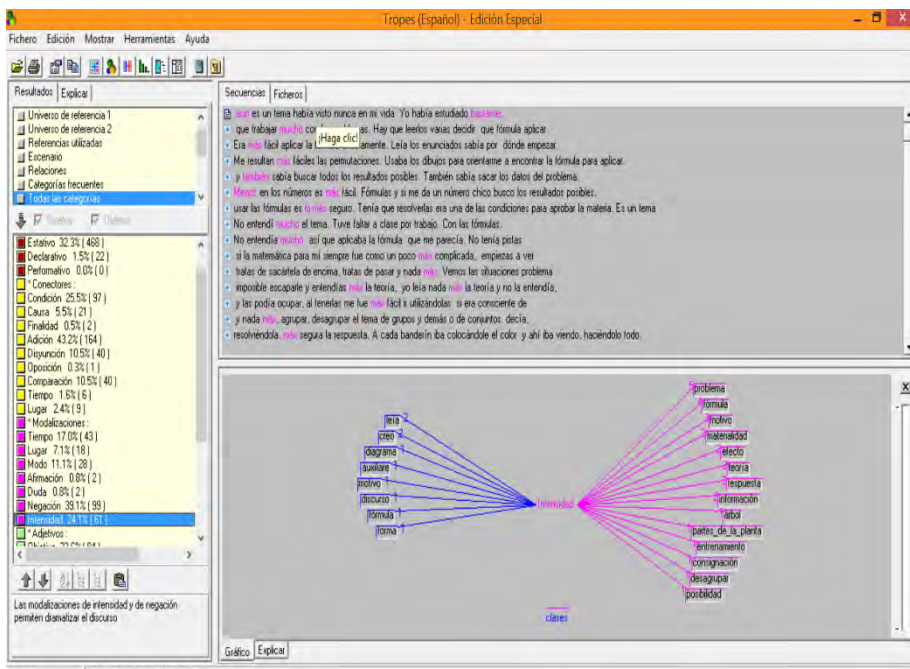 Tropes (Español) - Edición Especial
Fichero Edición Mostrar Herramientas Ayuda
Resultados Explicar
Universo de referencia 1
Universo de referencia 2
Referencias utilizadas
Escenario
Relaciones
Categorías frecuentes
Todas las categorías
Estativo 32.3% ( 468 )
Declarativo 1.5% ( 22 )
Performativo 0.0% ( 0 )
* Conectores :
Condición 25.5% ( 97 )
Causa 5.5% ( 21 )
Finalidad 0.5% ( 2 )
Adición 43.2% ( 164 )
Disyunción 10.5% ( 40 )
Oposición 0.3% ( 1 )
Comparación 10.5% ( 40 )
Tiempo 1.6% ( 6 )
Lugar 2.4% ( 9 )
* Modalizaciones :
Tiempo 17.0% ( 43 )
Lugar 7.1% ( 18 )
Modo 11.1% ( 28 )
Afirmación 0.8% ( 2 )
Duda 0.8% ( 2 )
Negación 39.1% ( 99 )
Intensidad 24.1% ( 61 )
* Adjetivos :
Las modalizaciones de intensidad y de negación
permiten dramatizar el discurso
Secuencias Ficheros
aun es un tema había visto nunca en mi vida Yo había estudiado bastante,
que trabajar mucho con as. Hay que leerlos varias decidir que fórmula aplicar
¡Haga clic!
Era más fácil aplicar la amente. Leía los enunciados sabía por dónde empezar.
Me resultan más fáciles las permutaciones. Usaba los dibujos para orientarme a encontrar la fórmula para aplicar.
y también sabía buscar todos los resultados posibles. También sabía sacar los datos del problema.
Menos en los números es más fácil. Fórmulas y si me da un número chico busco los resultados posibles.
usar las fórmulas es lo más seguro. Tenía que resolverlas era una de las condiciones para aprobar la materia. Es un tema
No entendí mucho el tema. Tuve faltar a clase por trabajo. Con las fórmulas.
No entendía mucho así que aplicaba la fórmula que me parecía. No tenía pistas
si la matemática para mí siempre fue como un poco más complicada, empiezas a ver
tratas de sacártela de encima, tratas de pasar y nada más. Vemos las situaciones problema
imposible escaparle y entendías más la teoría, yo leía nada más la teoría y no la entendía,
y las podía ocupar, al tenerlas me fue más fácil ir utilizándolas si era consciente de
y nada más, agrupar, desagrupar el tema de grupos y demás o de conjuntos. decía,
resolviéndola, más segura la respuesta. A cada banderín iba colocándole el color y ahí iba viendo, haciéndolo todo.
leía
creo
diagrama
auxiliare
motivo
discurso
fórmula
forma
Intensidad
problema
fórmula
motivo
materialidad
efecto
teoría
respuesta
información
árbol
partes_de_la_planta
entrenamiento
consignación
desagrupar
posibilidad
clases
Gráfico Explicar